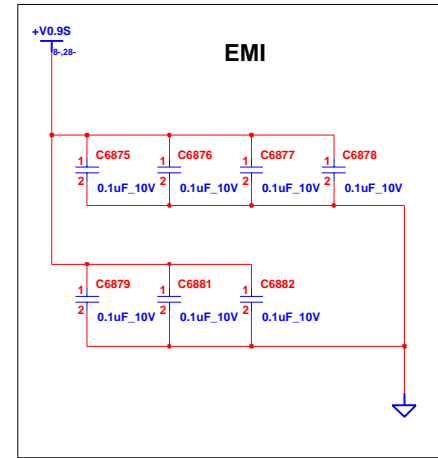 +V0.9S
8-,28-
EMI
C6875 C6876 C6877 C6878
1 1 1 1
2 2 2 2
0.1uF_10V 0.1uF_10V 0.1uF_10V 0.1uF_10V
C6879 C6881 C6882
1 1 1
2 2 2
0.1uF_10V 0.1uF_10V 0.1uF_10V